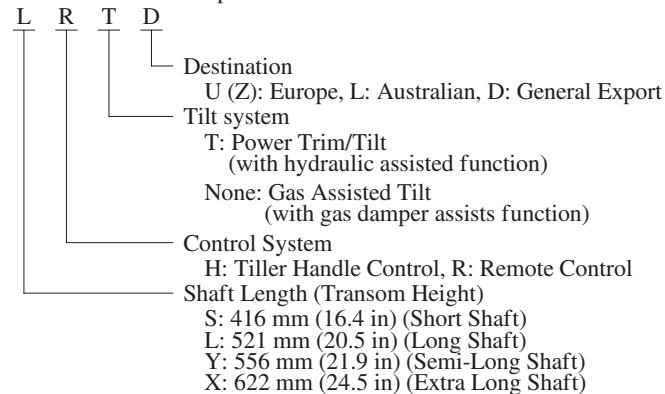 L R T D
Destination
U (Z): Europe, L: Australian, D: General Export
Tilt system
T: Power Trim/Tilt
(with hydraulic assisted function)
None: Gas Assisted Tilt
(with gas damper assists function)
Control System
H: Tiller Handle Control, R: Remote Control
Shaft Length (Transom Height)
S: 416 mm (16.4 in) (Short Shaft)
L: 521 mm (20.5 in) (Long Shaft)
Y: 556 mm (21.9 in) (Semi-Long Shaft)
X: 622 mm (24.5 in) (Extra Long Shaft)